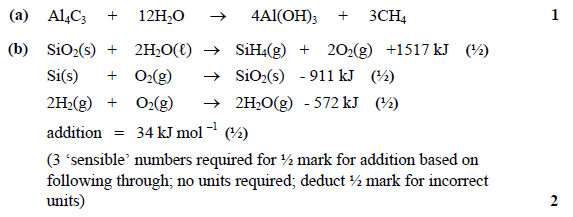 (a) Al₄C₃ + 12H₂O → 4Al(OH)₃ + 3CH₄ 1
(b) SiO₂(s) + 2H₂O(ℓ) → SiH₄(g) + 2O₂(g) +1517 kJ (½)
Si(s) + O₂(g) → SiO₂(s) - 911 kJ (½)
2H₂(g) + O₂(g) → 2H₂O(g) - 572 kJ (½)
addition = 34 kJ mol⁻¹ (½)
(3 ‘sensible’ numbers required for ½ mark for addition based on
following through; no units required; deduct ½ mark for incorrect
units) 2